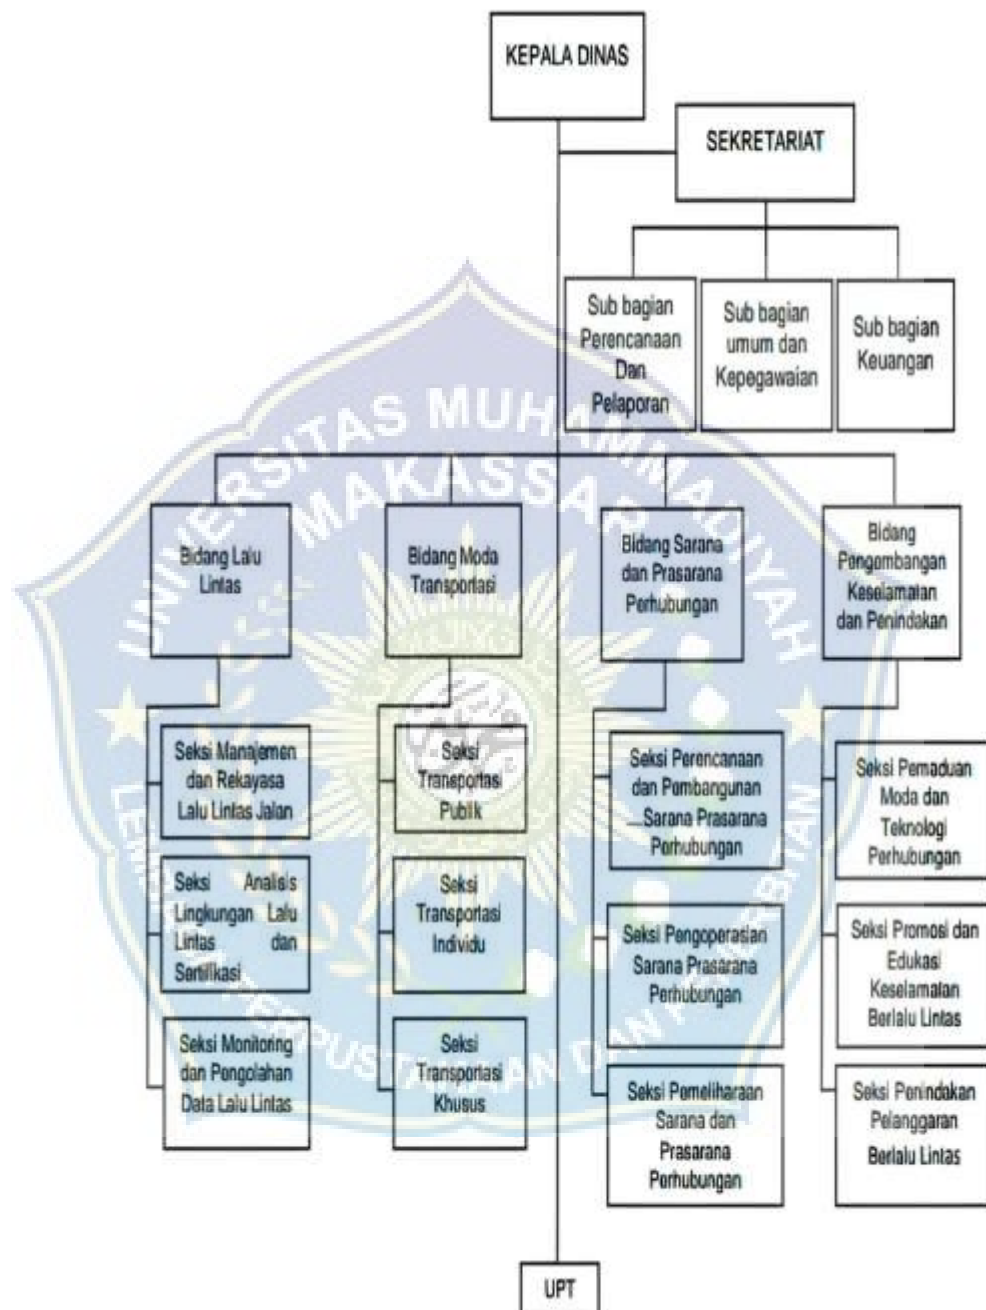 KEPALA DINAS
SEKRETARIAT
Sub bagian
Perencanaan
Dan
Pelaporan
Sub bagian
umum dan
Kepegawaian
Sub bagian
Keuangan
UNIVERSITAS MUHAMMADIYAH
MAKASSAR
Bidang Lalu
Lintas
Bidang Moda
Transportasi
Bidang Sarana
dan Prasarana
Perhubungan
Bidang
Pengembangan
Keselamatan
dan Penindakan
Seksi Manajemen
dan Rekayasa
Lalu Lintas Jalan
Seksi Analisis
Lingkungan Lalu
Lintas dan
Sertifikasi
Seksi Monitoring
dan Pengolahan
Data Lalu Lintas
Seksi
Transportasi
Publik
Seksi
Transportasi
Individu
Seksi
Transportasi
Khusus
Seksi Perencanaan
dan Pembangunan
Sarana Prasarana
Perhubungan
Seksi Pengoperasian
Sarana Prasarana
Perhubungan
Seksi Pemeliharaan
Sarana dan
Prasarana
Perhubungan
Seksi Pemaduan
Moda dan
Teknologi
Perhubungan
Seksi Promosi dan
Edukasi
Keselamatan
Berlalu Lintas
Seksi Penindakan
Pelanggaran
Berlalu Lintas
DAN
UPT